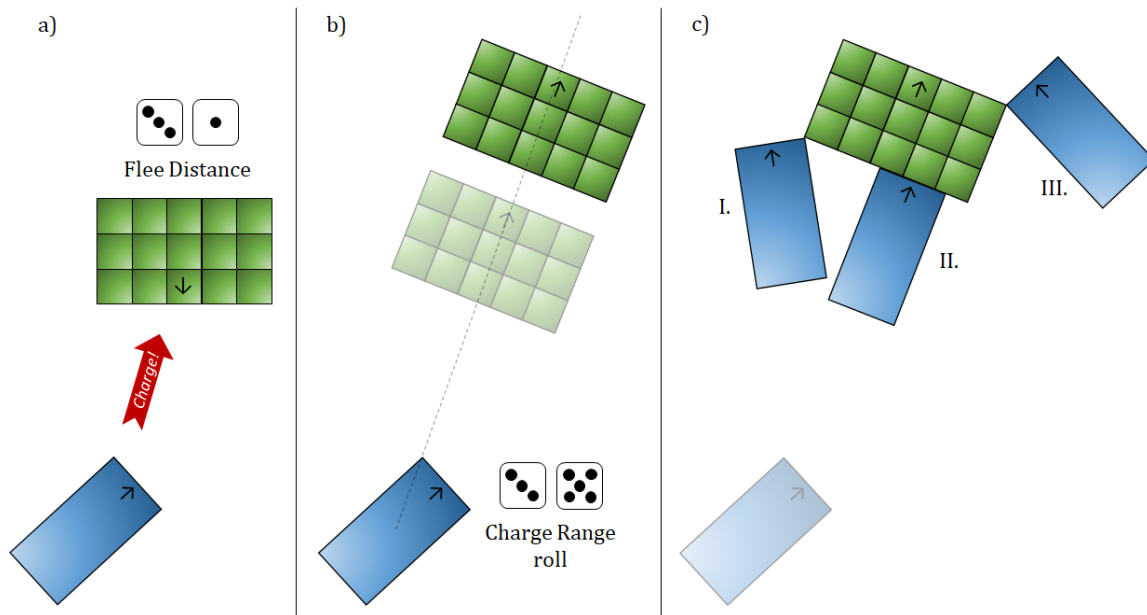 a)
Flee Distance
Charge!
b)
Charge Range
roll
c)
I.
II.
III.